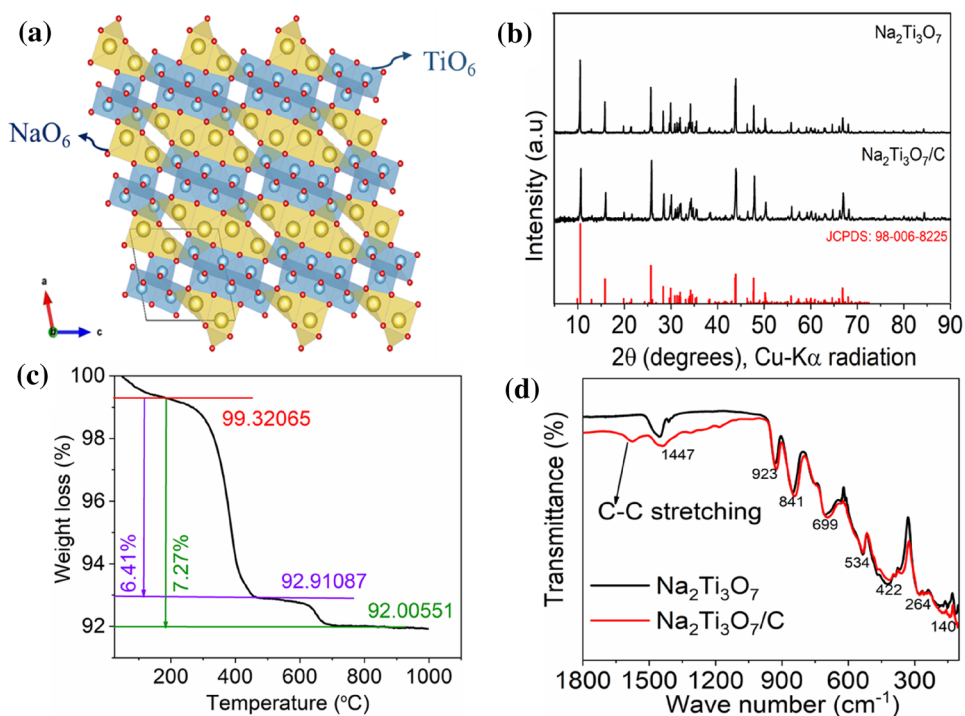 (a)
TiO₆
NaO₆
a
b
c
(b)
Na₂Ti₃O₇
Na₂Ti₃O₇/C
JCPDS: 98-006-8225
Intensity (a.u)
0 10 20 30 40 50 60 70 80 90
2θ (degrees), Cu-Kα radiation
(c)
100
98
96
94
92
Weight loss (%)
99.32065
6.41%
7.27%
92.91087
92.00551
200 400 600 800 1000
Temperature (ºC)
(d)
Transmittance (%)
1447
923
841
699
534
422
264
140
C-C stretching
Na₂Ti₃O₇
Na₂Ti₃O₇/C
1800 1500 1200 900 600 300
Wave number (cm⁻¹)